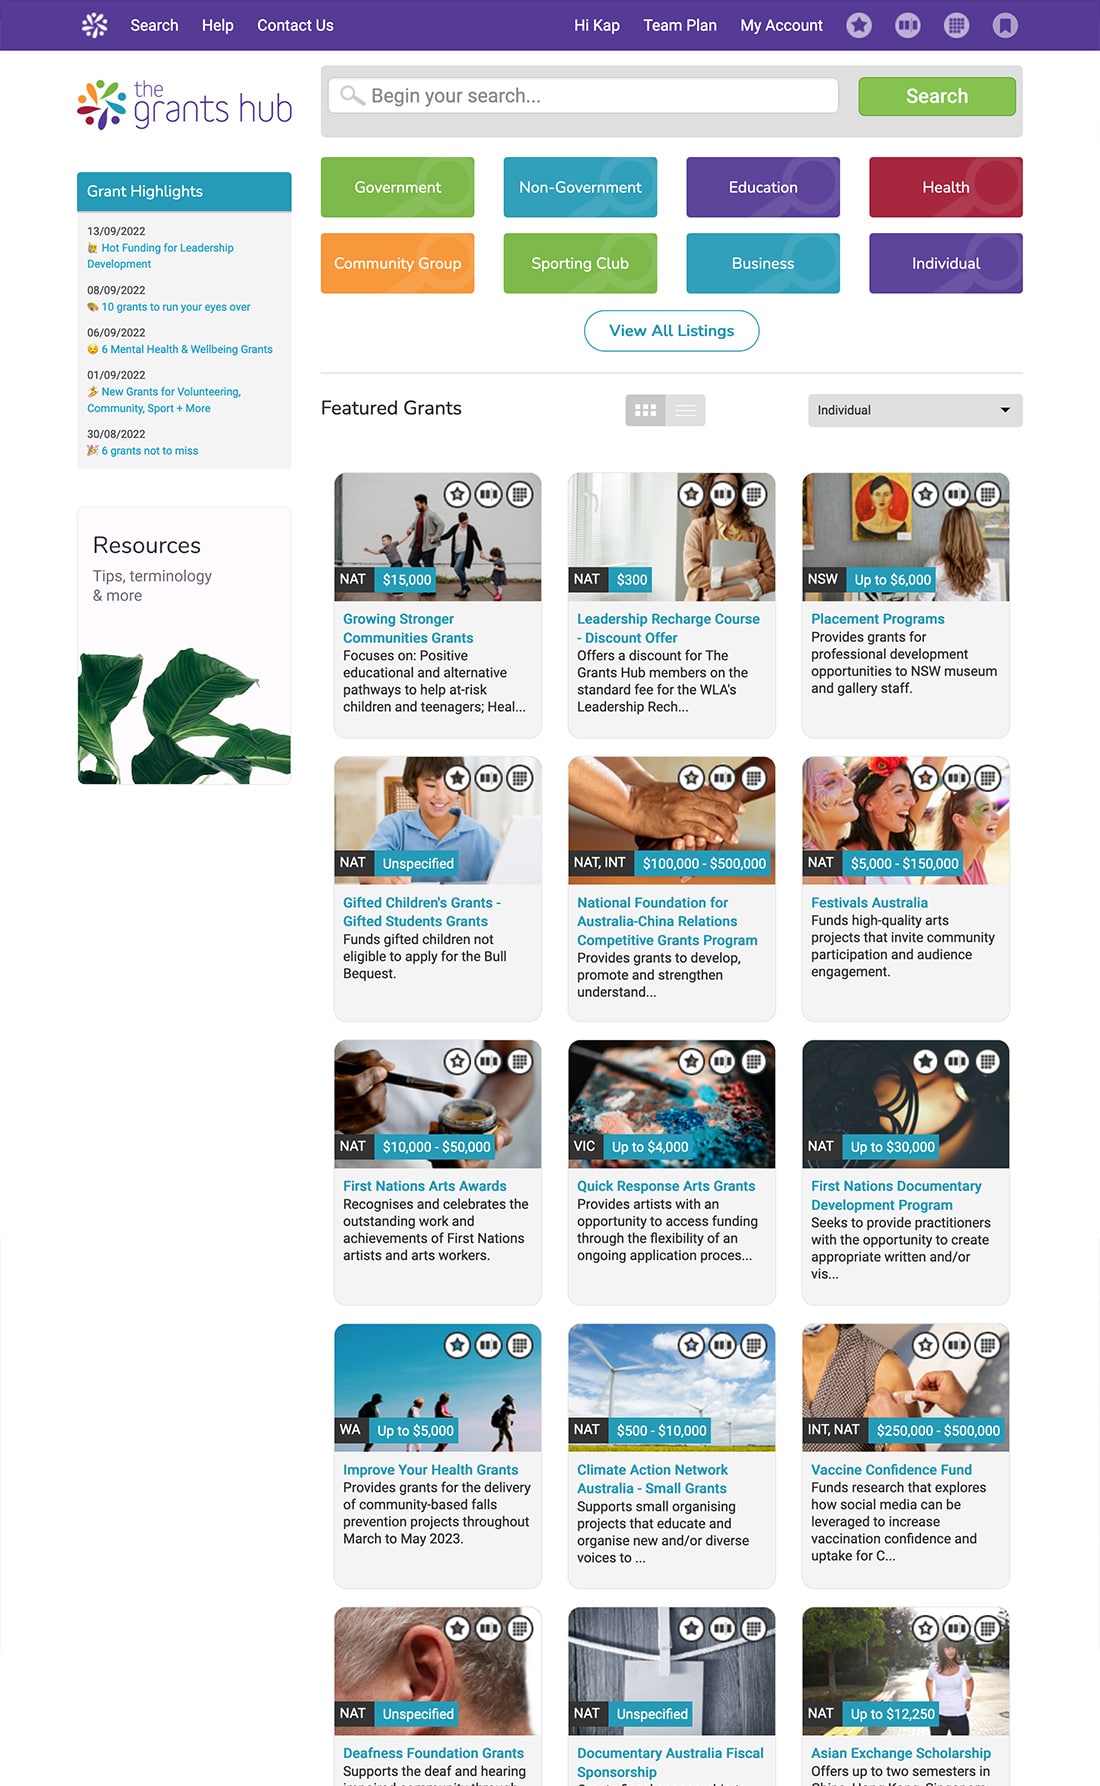 Search Help Contact Us Hi Kap Team Plan My Account
the
grants hub
Begin your search...
Search
Government Non-Government Education Health
Community Group Sporting Club Business Individual
View All Listings
Grant Highlights
13/09/2022
Hot Funding for Leadership
Development
08/09/2022
10 grants to run your eyes over
06/09/2022
6 Mental Health & Wellbeing Grants
01/09/2022
New Grants for Volunteering,
Community, Sport + More
30/08/2022
6 grants not to miss
Resources
Tips, terminology
& more
Featured Grants
Individual
NAT $15,000
Growing Stronger
Communities Grants
Focuses on: Positive
educational and alternative
pathways to help at-risk
children and teenagers; Heal...
NAT $300
Leadership Recharge Course
- Discount Offer
Offers a discount for The
Grants Hub members on the
standard fee for the WLA's
Leadership Rech...
NSW Up to $6,000
Placement Programs
Provides grants for
professional development
opportunities to NSW museum
and gallery staff.
NAT Unspecified
Gifted Children's Grants -
Gifted Students Grants
Funds gifted children not
eligible to apply for the Bull
Bequest.
NAT, INT $100,000 - $500,000
National Foundation for
Australia-China Relations
Competitive Grants Program
Provides grants to develop,
promote and strengthen
understand...
NAT $5,000 - $150,000
Festivals Australia
Funds high-quality arts
projects that invite community
participation and audience
engagement.
NAT $10,000 - $50,000
First Nations Arts Awards
Recognises and celebrates the
outstanding work and
achievements of First Nations
artists and arts workers.
VIC Up to $4,000
Quick Response Arts Grants
Provides artists with an
opportunity to access funding
through the flexibility of an
ongoing application proces...
NAT Up to $30,000
First Nations Documentary
Development Program
Seeks to provide practitioners
with the opportunity to create
appropriate written and/or
vis...
WA Up to $5,000
Improve Your Health Grants
Provides grants for the delivery
of community-based falls
prevention projects throughout
March to May 2023.
NAT $500 - $10,000
Climate Action Network
Australia - Small Grants
Supports small organising
projects that educate and
organise new and/or diverse
voices to ...
INT, NAT $250,000 - $500,000
Vaccine Confidence Fund
Funds research that explores
how social media can be
leveraged to increase
vaccination confidence and
uptake for C...
NAT Unspecified
Deafness Foundation Grants
Supports the deaf and hearing
NAT Unspecified
Documentary Australia Fiscal
Sponsorship
NAT Up to $12,250
Asian Exchange Scholarship
Offers up to two semesters in